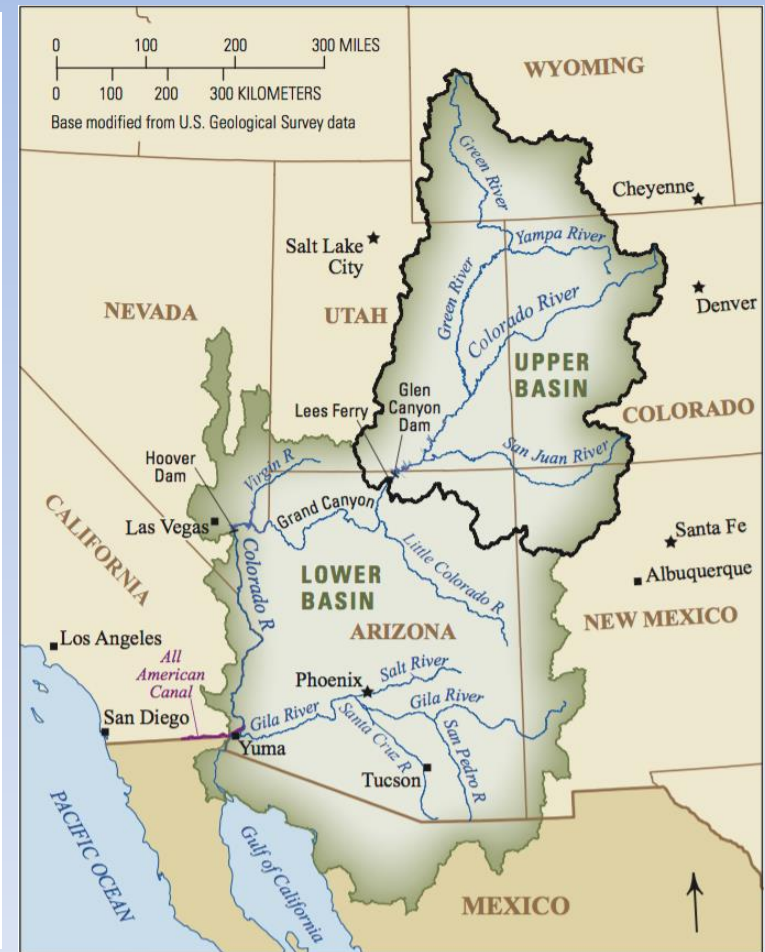 0 100 200 300 MILES
0 100 200 300 KILOMETERS
Base modified from U.S. Geological Survey data
WYOMING
Green River
Cheyenne
Salt Lake
City
Yampa River
Green River
Colorado River
Denver
NEVADA
UTAH
UPPER
BASIN
COLORADO
Lees Ferry
Glen
Canyon
Dam
San Juan River
Hoover
Dam
Virgin R
Las Vegas
Grand Canyon
CALIFORNIA
Colorado R
Little Colorado R
Santa Fe
Albuquerque
LOWER
BASIN
NEW MEXICO
ARIZONA
Los Angeles
All
American
Canal
Phoenix
Salt River
San Diego
Gila River
Gila River
Yuma
Santa Cruz R
San Pedro R
Tucson
PACIFIC OCEAN
Gulf of California
MEXICO